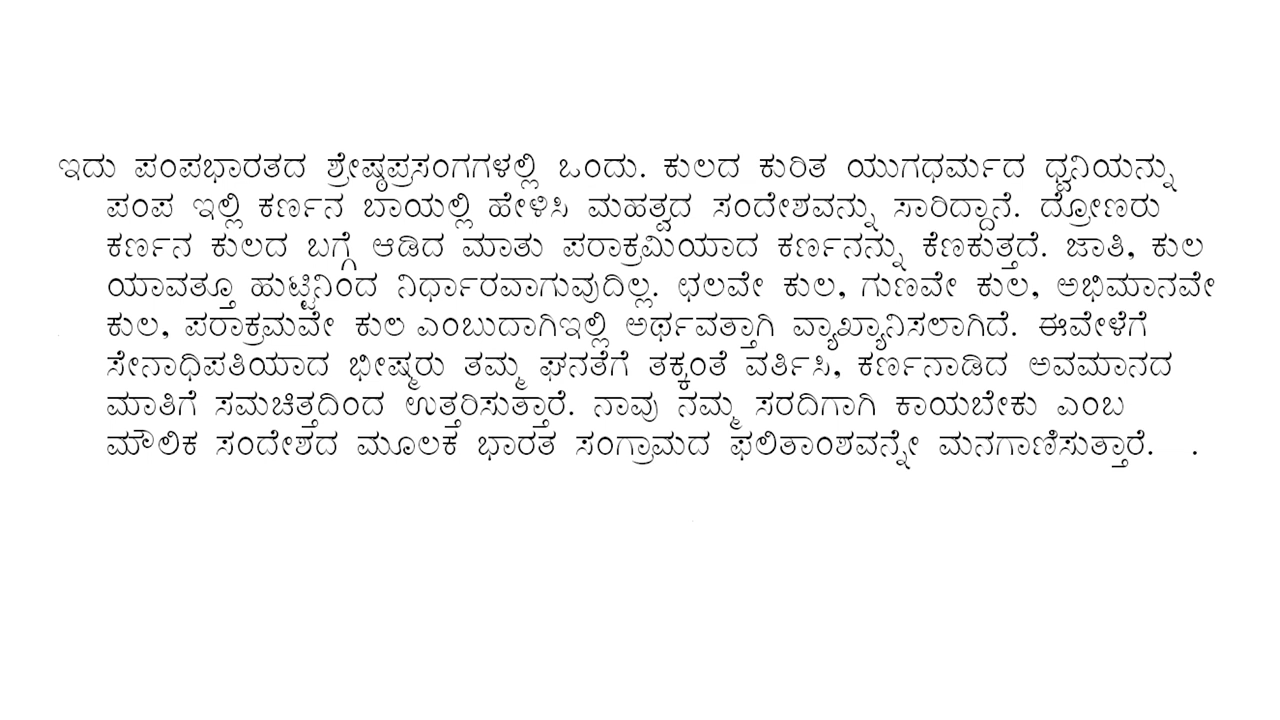 ಇದು ಪಂಪಭಾರತದ ಶ್ರೇಷ್ಠಪ್ರಸಂಗಗಳಲ್ಲಿ ಒಂದು. ಕುಲದ ಕುರಿತ ಯುಗಧರ್ಮದ ಧ್ವನಿಯನ್ನು
ಪಂಪ ಇಲ್ಲಿ ಕರ್ಣನ ಬಾಯಲ್ಲಿ ಹೇಳಿಸಿ ಮಹತ್ವದ ಸಂದೇಶವನ್ನು ಸಾರಿದ್ದಾನೆ. ದ್ರೋಣರು
ಕರ್ಣನ ಕುಲದ ಬಗ್ಗೆ ಆಡಿದ ಮಾತು ಪರಾಕ್ರಮಿಯಾದ ಕರ್ಣನನ್ನು ಕೆಣಕುತ್ತದೆ. ಜಾತಿ, ಕುಲ
ಯಾವತ್ತೂ ಹುಟ್ಟಿನಿಂದ ನಿರ್ಧಾರವಾಗುವುದಿಲ್ಲ. ಛಲವೇ ಕುಲ, ಗುಣವೇ ಕುಲ, ಅಭಿಮಾನವೇ
ಕುಲ, ಪರಾಕ್ರಮವೇ ಕುಲ ಎಂಬುದಾಗಿಇಲ್ಲಿ ಅರ್ಥವತ್ತಾಗಿ ವ್ಯಾಖ್ಯಾನಿಸಲಾಗಿದೆ. ಈವೇಳೆಗೆ
ಸೇನಾಧಿಪತಿಯಾದ ಭೀಷ್ಮರು ತಮ್ಮ ಘನತೆಗೆ ತಕ್ಕಂತೆ ವರ್ತಿಸಿ, ಕರ್ಣನಾಡಿದ ಅವಮಾನದ
ಮಾತಿಗೆ ಸಮಚಿತ್ತದಿಂದ ಉತ್ತರಿಸುತ್ತಾರೆ. ನಾವು ನಮ್ಮ ಸರದಿಗಾಗಿ ಕಾಯಬೇಕು ಎಂಬ
ಮೌಲಿಕ ಸಂದೇಶದ ಮೂಲಕ ಭಾರತ ಸಂಗ್ರಾಮದ ಫಲಿತಾಂಶವನ್ನೇ ಮನಗಾಣಿಸುತ್ತಾರೆ. .